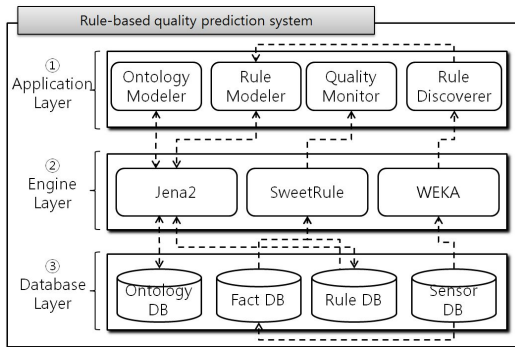 Rule-based quality prediction system
①
Application
Layer
Ontology
Modeler
Rule
Modeler
Quality
Monitor
Rule
Discoverer
②
Engine
Layer
Jena2
SweetRule
WEKA
③
Database
Layer
Ontology
DB
Fact DB
Rule DB
Sensor
DB